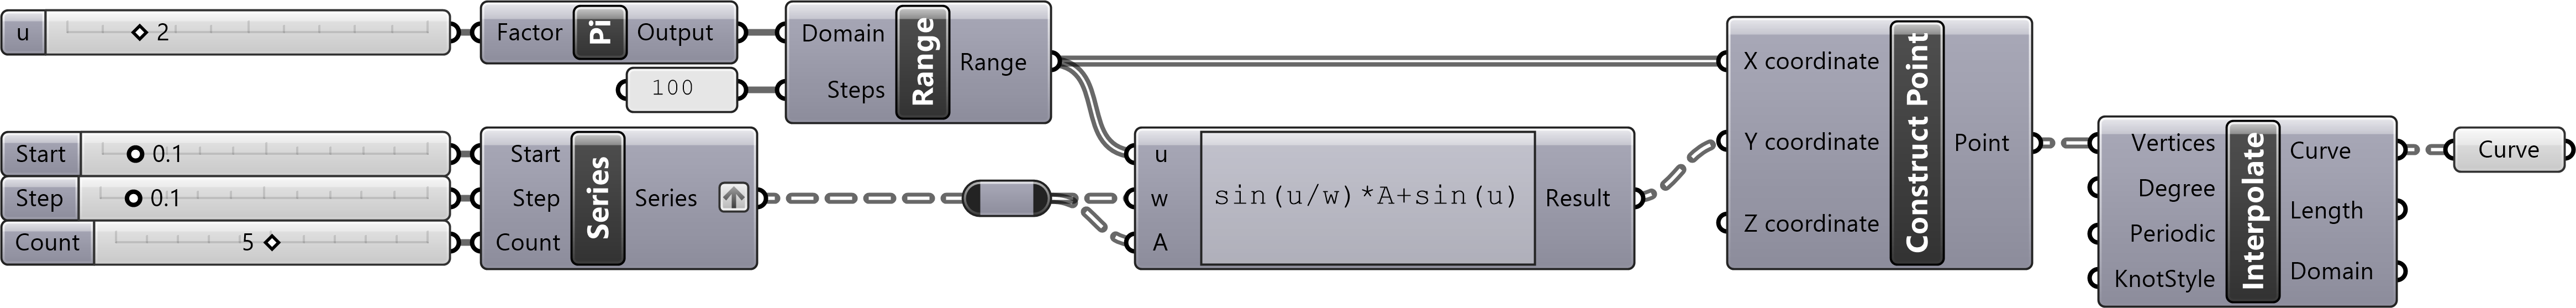 u 2
Factor Pi Output
100
Domain
Steps Range Range
Start 0.1
Step 0.1
Count 5
Start
Step
Count Series Series
u
w
A sin(u/w)*A+sin(u) Result
X coordinate
Y coordinate
Z coordinate Construct Point Point
Vertices
Degree
Periodic
KnotStyle Interpolate
Curve
Length
Domain
Curve